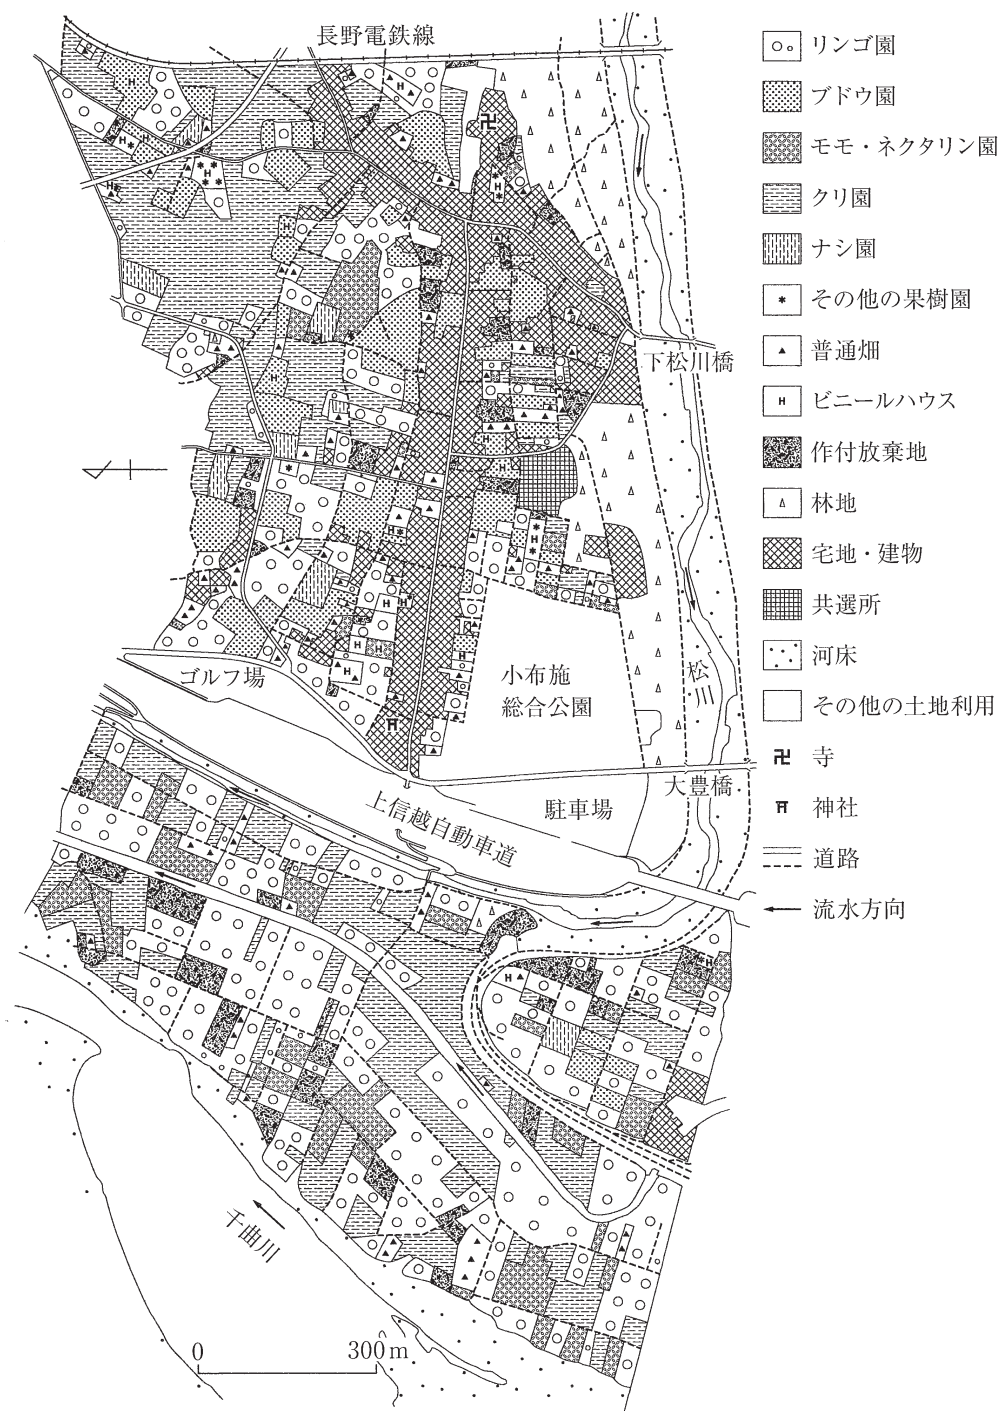 長野電鉄線
下松川橋
ゴルフ場
小布施
総合公園
松川
大豊橋
駐車場
上信越自動車道
千曲川
0
300m
リンゴ園
ブドウ園
モモ・ネクタリン園
クリ園
ナシ園
その他の果樹園
普通畑
ビニールハウス
作付放棄地
林地
宅地・建物
共選所
河床
その他の土地利用
寺
神社
道路
流水方向